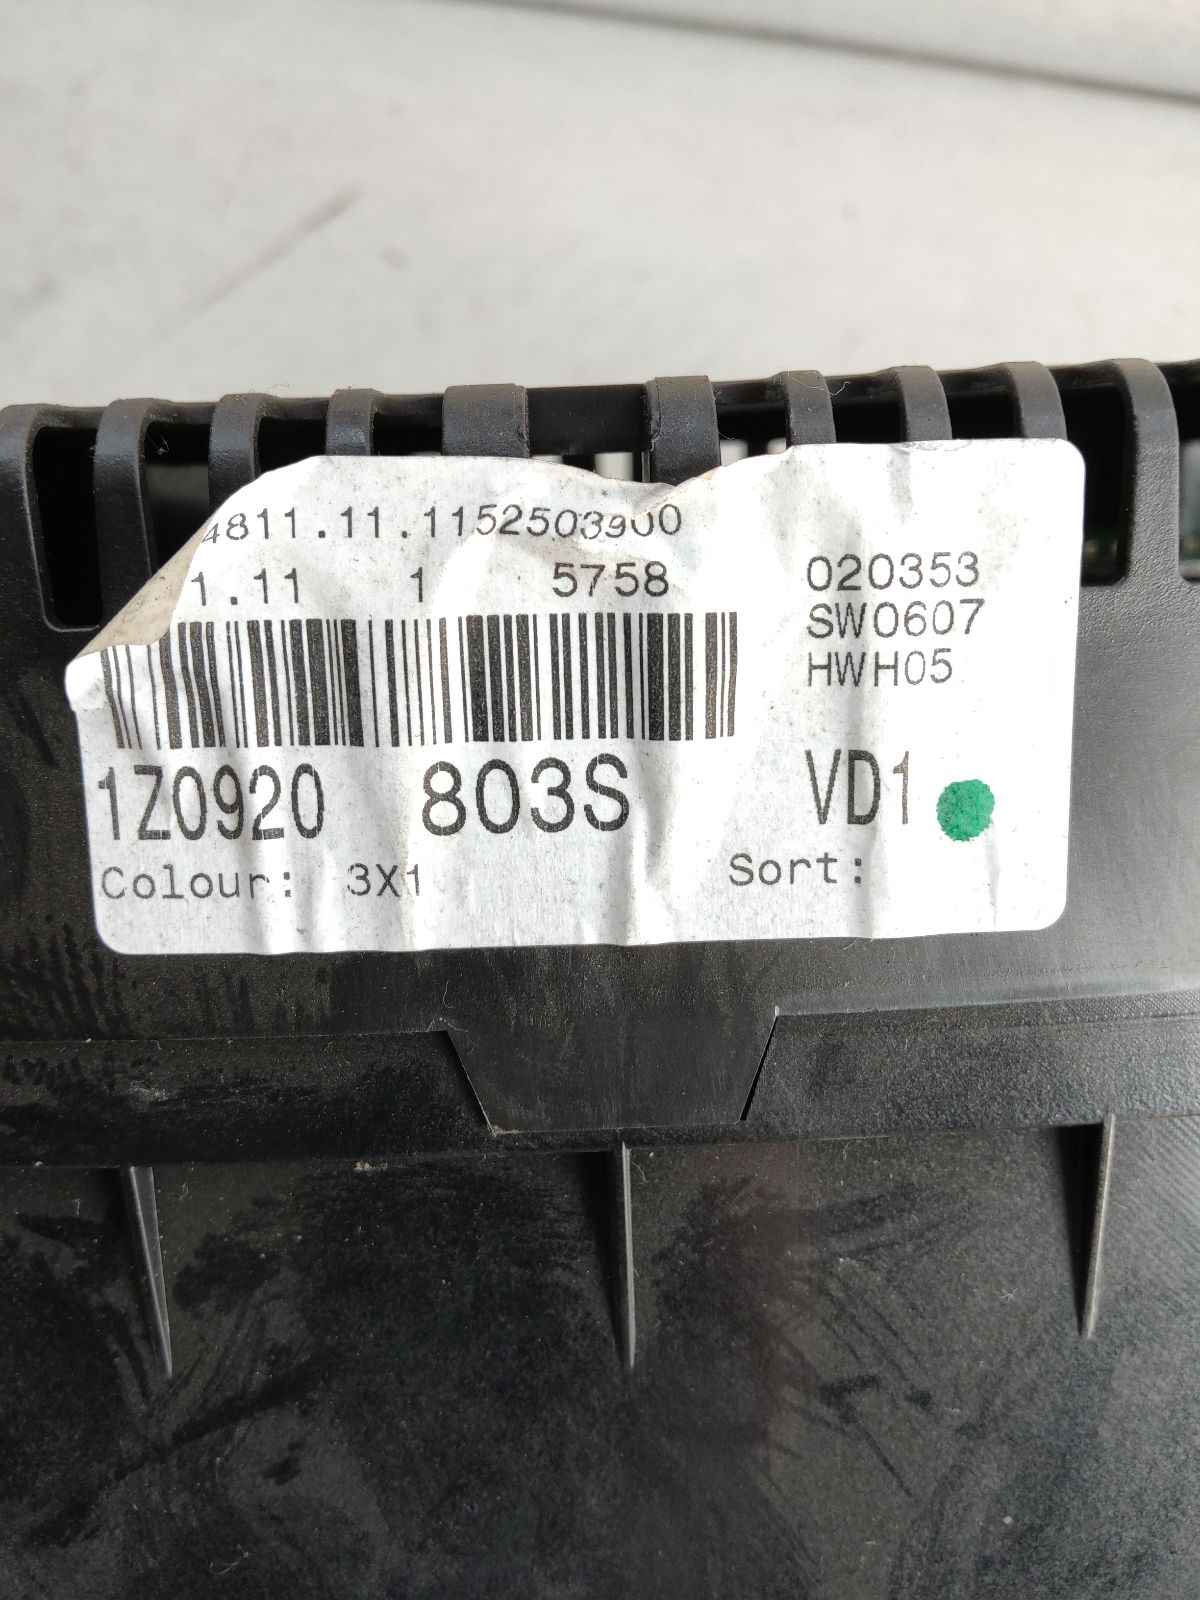 4811.11.1152503900
1.11 1 5758
020353
SW0607
HWH05
1Z0920 803S VD1
Colour: 3X1 Sort: